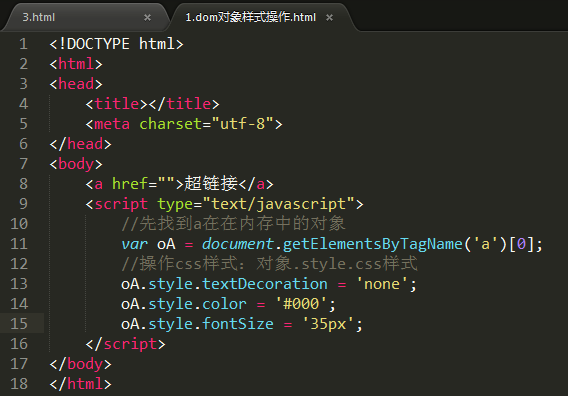 3.html × 1.dom对象样式操作.html ×
1 <!DOCTYPE html>
2 <html>
3 <head>
4     <title></title>
5     <meta charset="utf-8">
6 </head>
7 <body>
8     <a href="">超链接</a>
9     <script type="text/javascript">
10         //先找到a在在内存中的对象
11         var oA = document.getElementsByTagName('a')[0];
12         //操作css样式：对象.style.css样式
13         oA.style.textDecoration = 'none';
14         oA.style.color = '#000';
15         oA.style.fontSize = '35px';
16     </script>
17 </body>
18 </html>